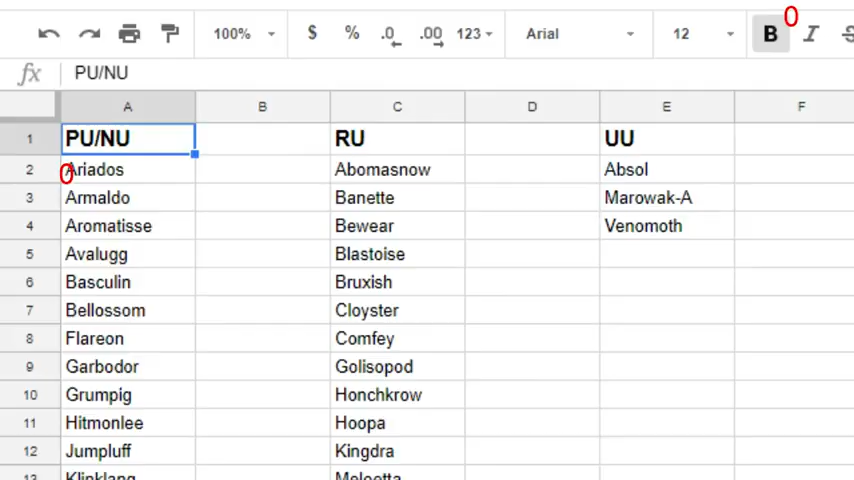 100% $ % .0 .00 123 Arial 12 B I S
0
fx PU/NU
A B C D E F
1 PU/NU RU UU
2 Ariados Abomasnow Absol
0
3 Armaldo Banette Marowak-A
4 Aromatisse Bewear Venomoth
5 Avalugg Blastoise
6 Basculin Bruxish
7 Bellossom Cloyster
8 Flareon Comfey
9 Garbodor Golisopod
10 Grumpig Honchkrow
11 Hitmonlee Hoopa
12 Jumpluff Kingdra
13 Klinklang Meloetta